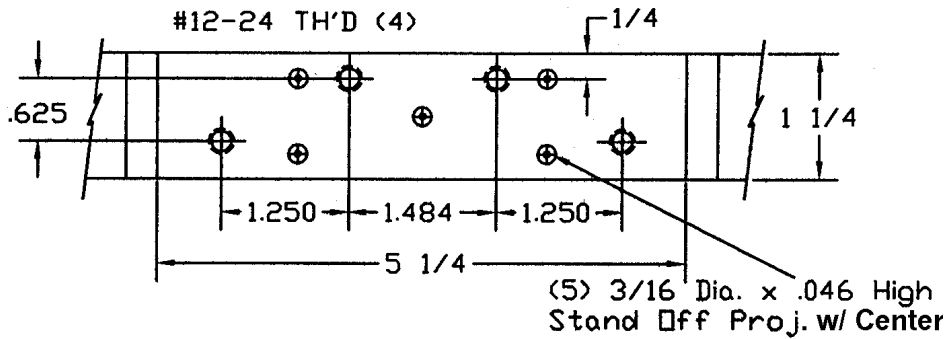 #12-24 TH'D (4)
1/4
.625
1 1/4
1.250
1.484
1.250
5 1/4
(5) 3/16 Dia. x .046 High
Stand Off Proj. w/ Center